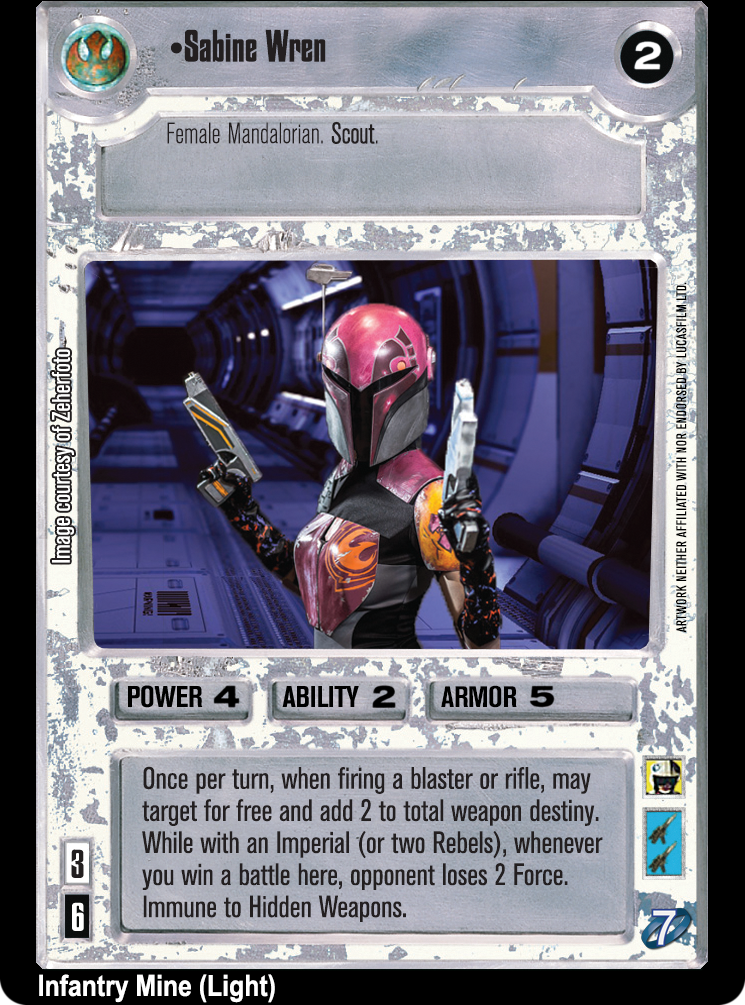 •Sabine Wren
2
Female Mandalorian. Scout.
Image courtesy of Zeherfoto
ARTWORK NEITHER AFFILIATED WITH NOR ENDORSED BY LUCASFILM LTD.
POWER 4
ABILITY 2
ARMOR 5
Once per turn, when firing a blaster or rifle, may
target for free and add 2 to total weapon destiny.
While with an Imperial (or two Rebels), whenever
you win a battle here, opponent loses 2 Force.
Immune to Hidden Weapons.
3
6
7
Infantry Mine (Light)